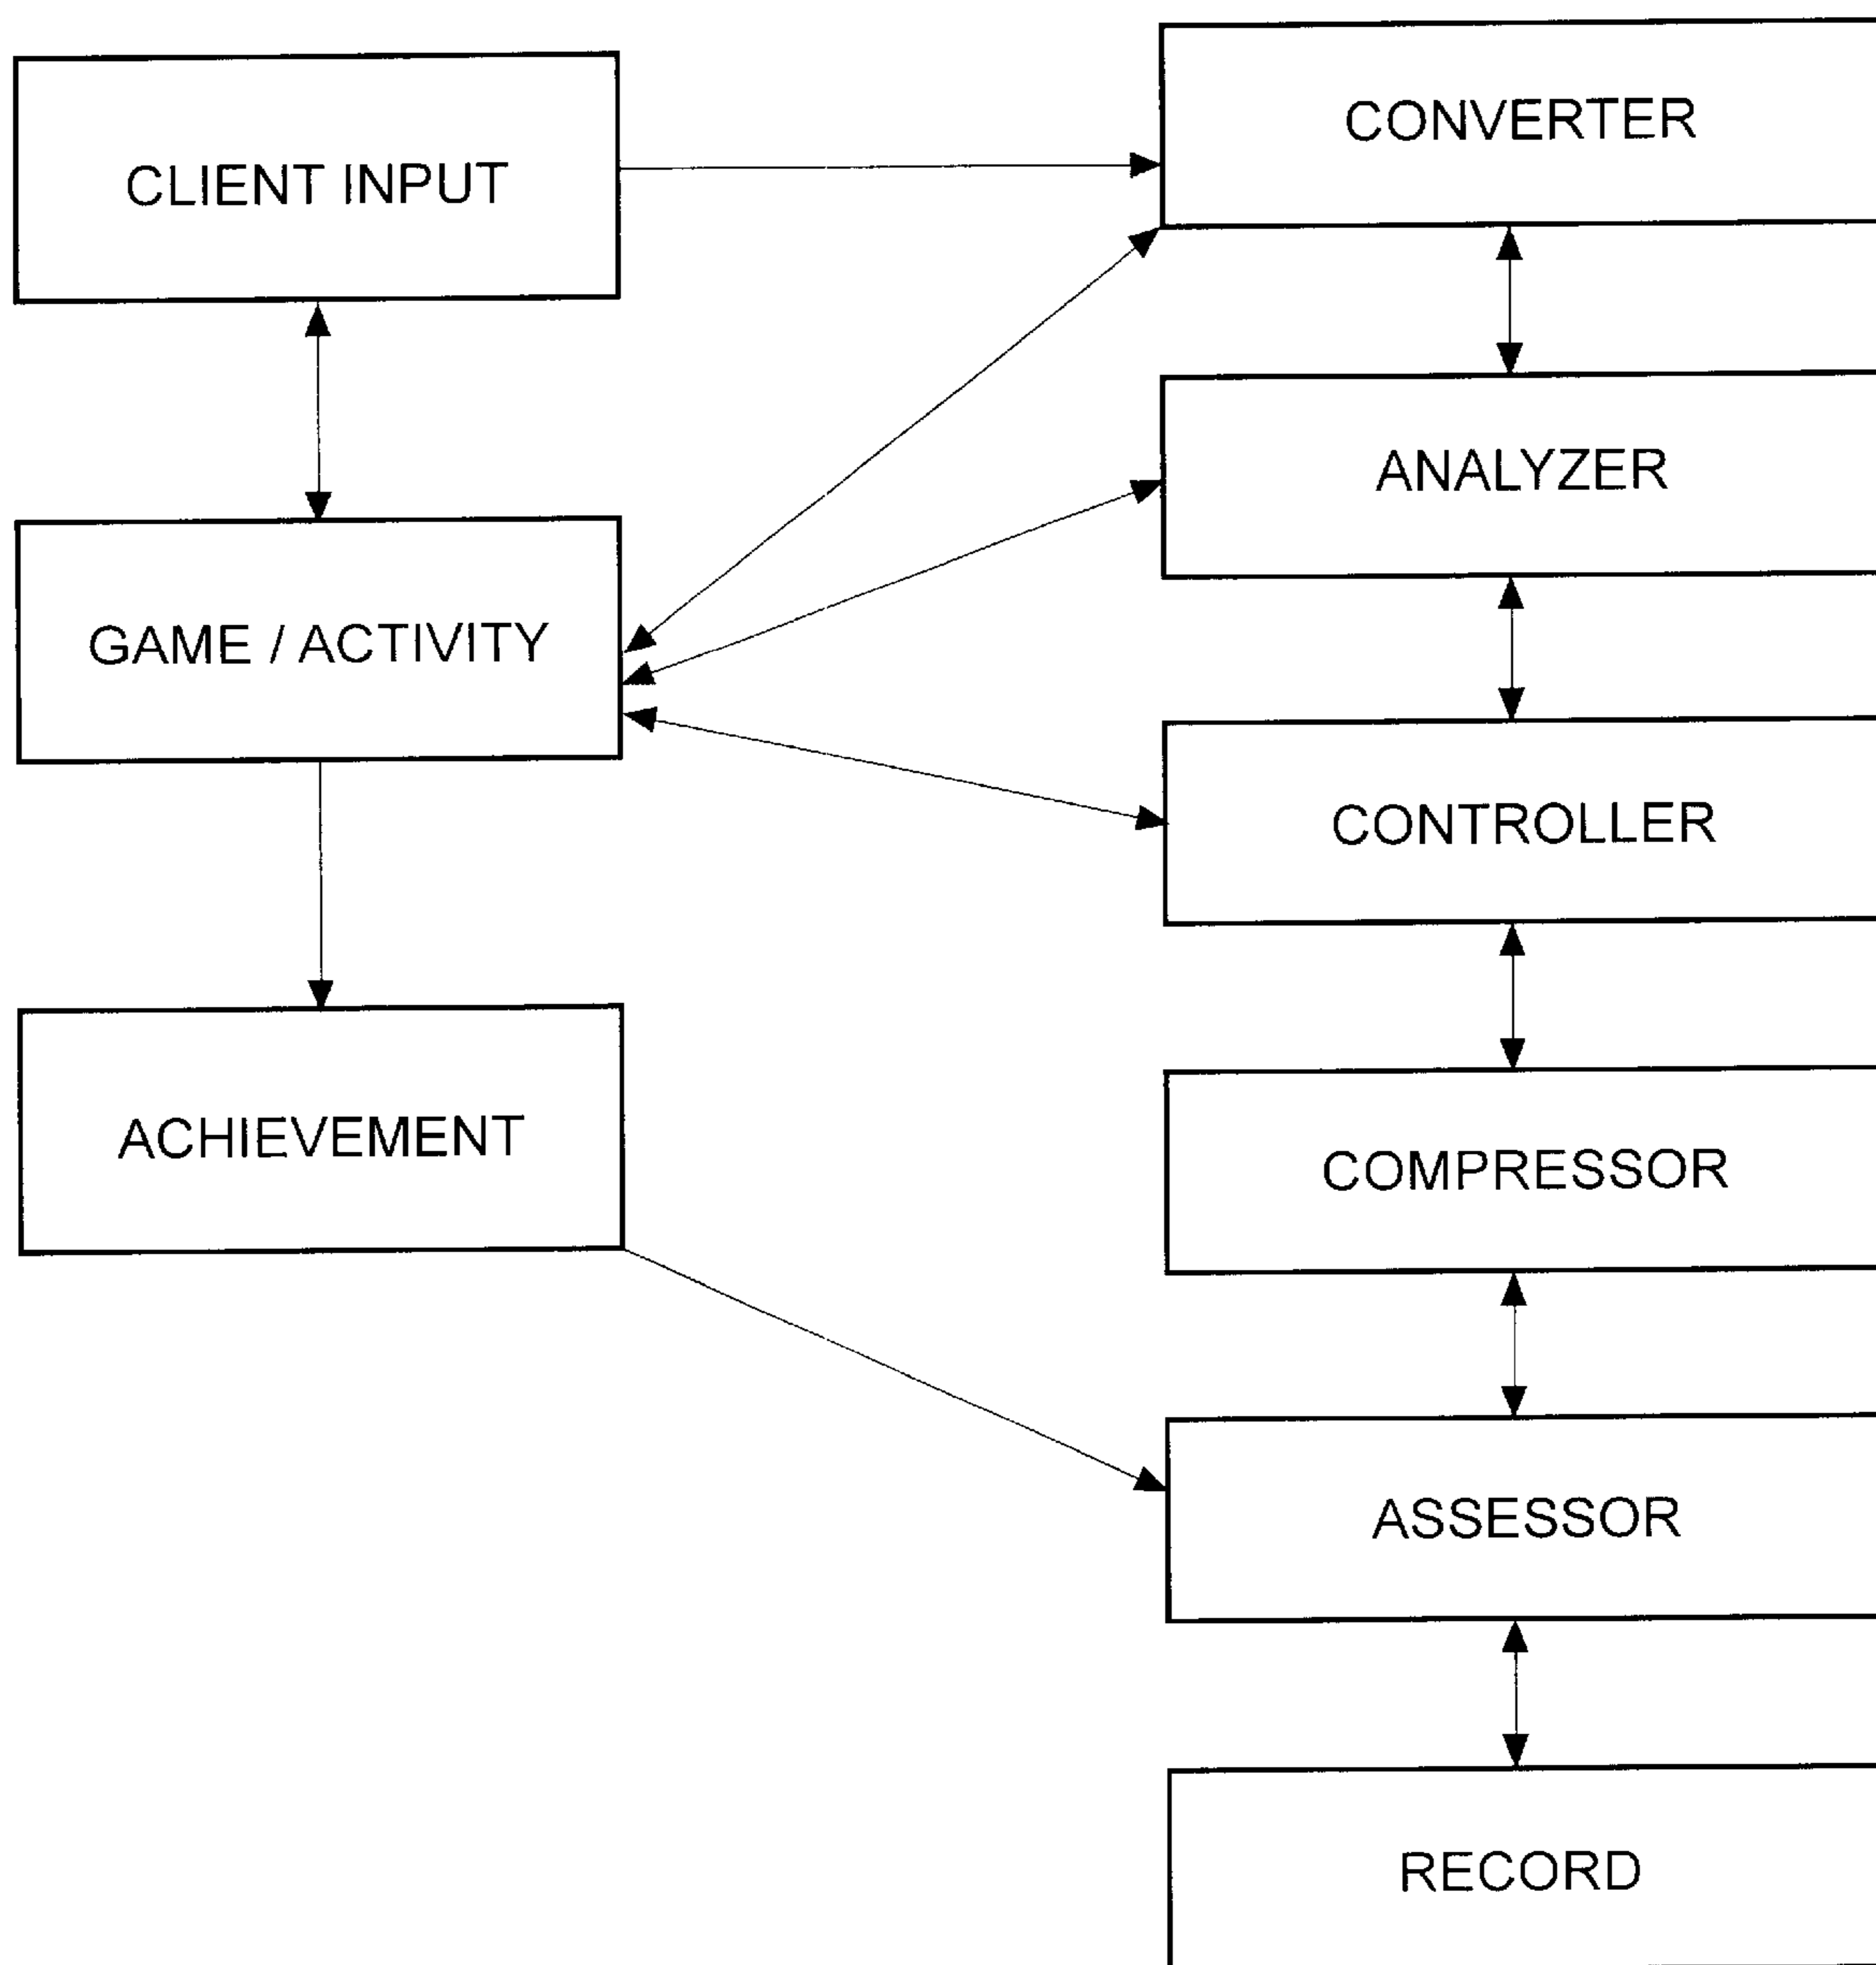 CLIENT INPUT
GAME / ACTIVITY
ACHIEVEMENT
CONVERTER
ANALYZER
CONTROLLER
COMPRESSOR
ASSESSOR
RECORD